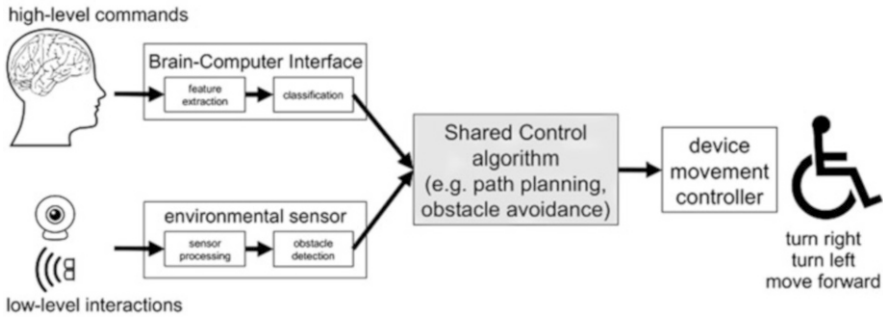 high-level commands
Brain-Computer Interface
feature
extraction
classification
Shared Control
algorithm
(e.g. path planning,
obstacle avoidance)
device
movement
controller
environmental sensor
sensor
processing
obstacle
detection
turn right
turn left
move forward
low-level interactions